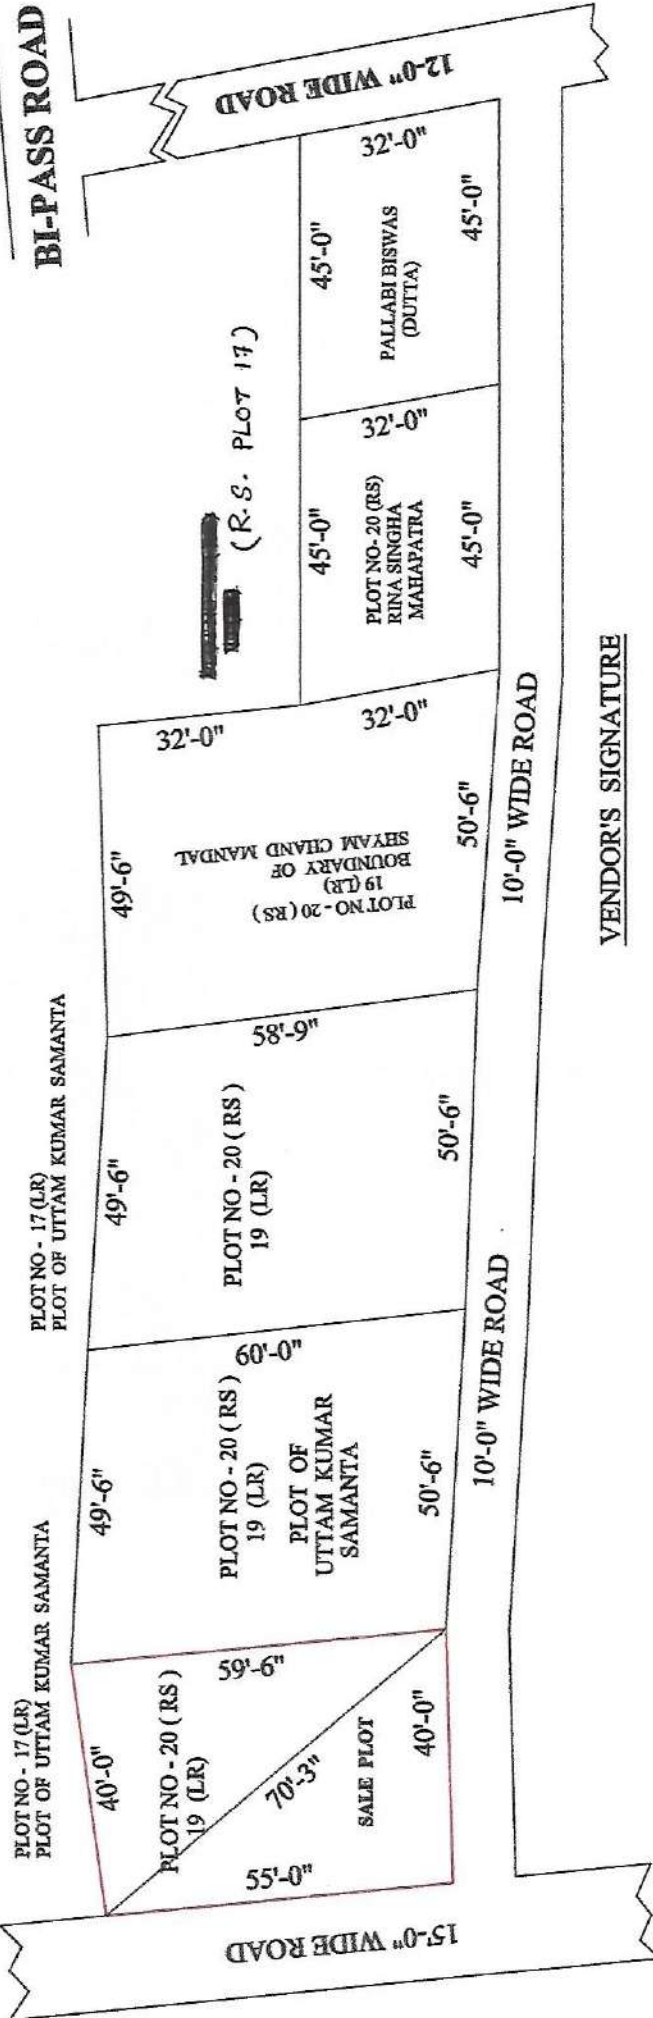 BI-PASS ROAD
12-0" WIDE ROAD
(R.S. PLOT 17)
45'-0"
32'-0"
PALLABI BISWAS
(DUTTA)
45'-0"
45'-0"
32'-0"
PLOT NO- 20 (RS)
RINA SINGHA
MAHAPATRA
45'-0"
32'-0"
32'-0"
49'-6"
PLOT NO - 20 ( RS )
19 (LR)
BOUNDARY OF
SHYAM CHAND MANDAL
50'-6"
10'-0" WIDE ROAD
VENDOR'S SIGNATURE
PLOT NO - 17 (LR)
PLOT OF UTTAM KUMAR SAMANTA
49'-6"
58'-9"
PLOT NO - 20 ( RS )
19 (LR)
50'-6"
49'-6"
60'-0"
PLOT NO - 20 ( RS )
19 (LR)
PLOT OF
UTTAM KUMAR
SAMANTA
50'-6"
10'-0" WIDE ROAD
PLOT NO - 17 (LR)
PLOT OF UTTAM KUMAR SAMANTA
40'-0"
59'-6"
PLOT NO - 20 ( RS )
19 (LR)
70'-3"
SALE PLOT
40'-0"
55'-0"
15'-0" WIDE ROAD